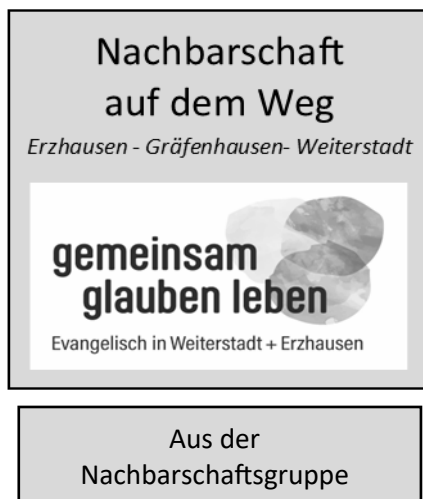 Nachbarschaft
auf dem Weg
Erzhausen - Gräfenhausen- Weiterstadt
gemeinsam
glauben leben
Evangelisch in Weiterstadt + Erzhausen
Aus der
Nachbarschaftsgruppe